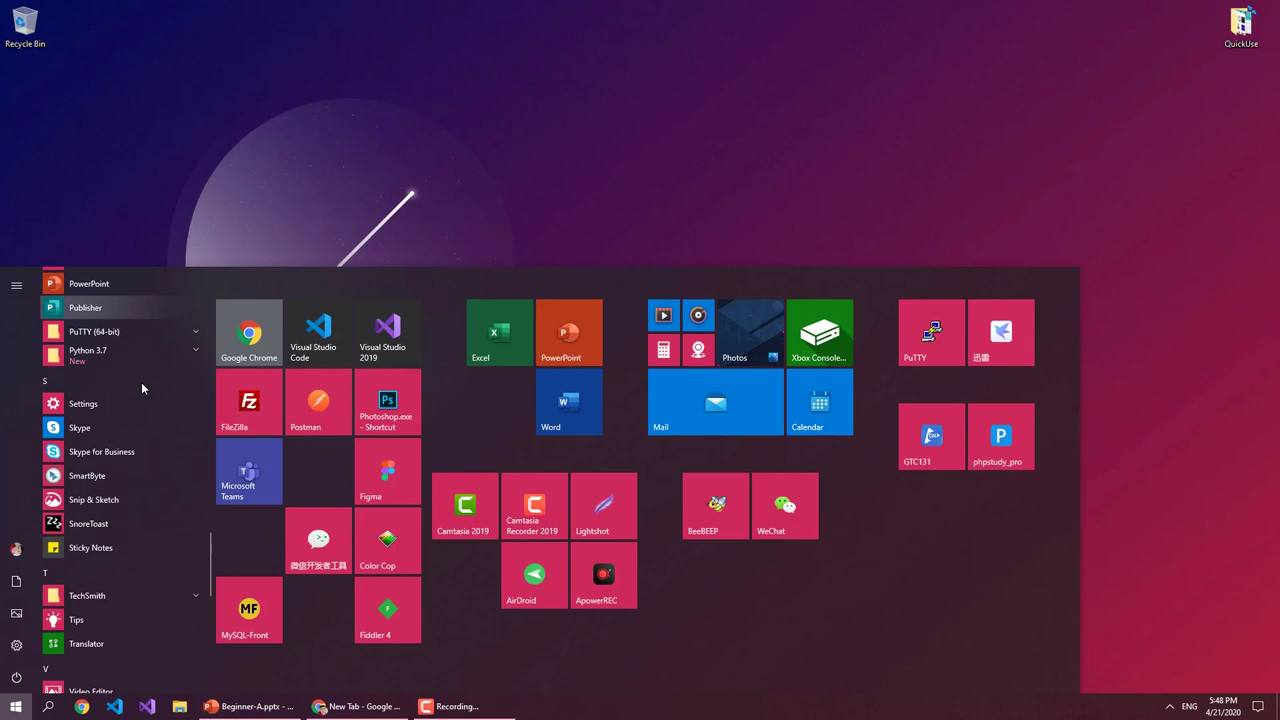 Recycle Bin
QuickUse
PowerPoint
Publisher
PuTTY (64-bit)
Python 3.7
New
S
Settings
Skype
Skype for Business
SmartByte
Snip & Sketch
SnoreToast
Sticky Notes
T
TechSmith
Tips
Translator
V
Video Editor
Google Chrome
Visual Studio
Code
Visual Studio
2019
FileZilla
Postman
Photoshop.exe
- Shortcut
Microsoft
Teams
Figma
微信开发者工具
Color Cop
MySQL-Front
Fiddler 4
Excel
PowerPoint
Word
Camtasia 2019
Camtasia
Recorder 2019
Lightshot
AirDroid
ApowerREC
Photos
Xbox Console...
Mail
Calendar
BeeBEEP
WeChat
PuTTY
迅雷
GTC131
phpstudy_pro
Beginner-A.pptx - ...
New Tab - Google ...
Recording...
ENG
5:48 PM
4/21/2020